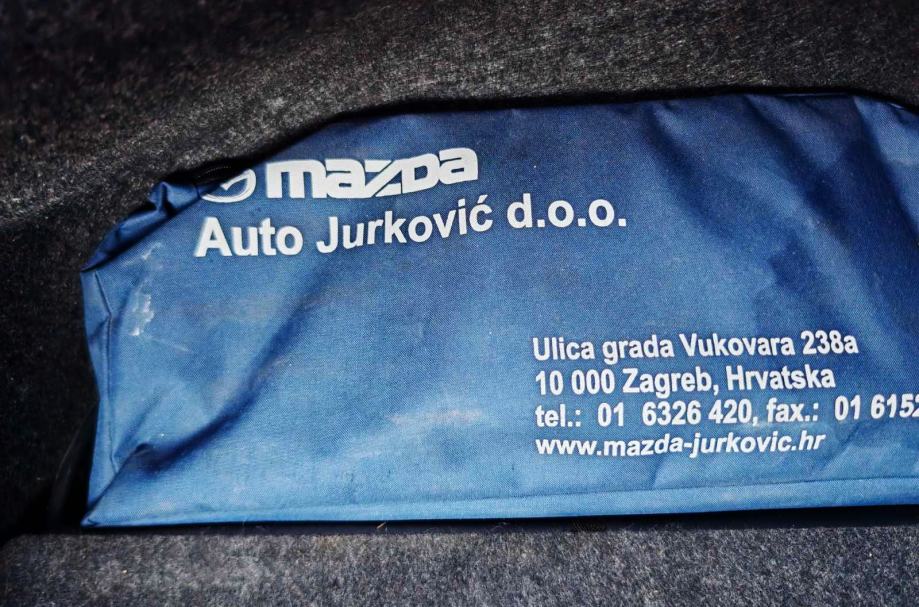 mazda
Auto Jurković d.o.o.
Ulica grada Vukovara 238a
10 000 Zagreb, Hrvatska
tel.: 01 6326 420, fax.: 01 6152
www.mazda-jurkovic.hr